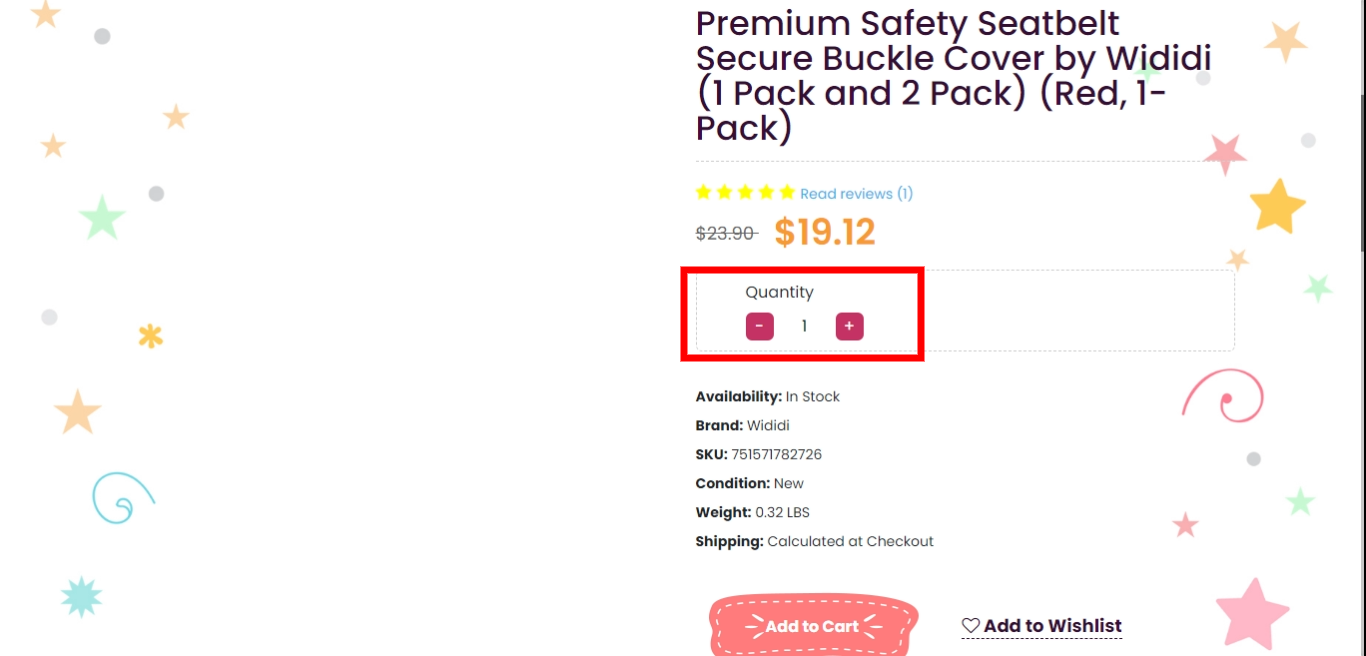 Premium Safety Seatbelt
Secure Buckle Cover by Wididi
(1 Pack and 2 Pack) (Red, 1-
Pack)
Read reviews (1)
$23.90 $19.12
Quantity
- 1 +
Availability: In Stock
Brand: Wididi
SKU: 751571782726
Condition: New
Weight: 0.32 LBS
Shipping: Calculated at Checkout
Add to Cart Add to Wishlist